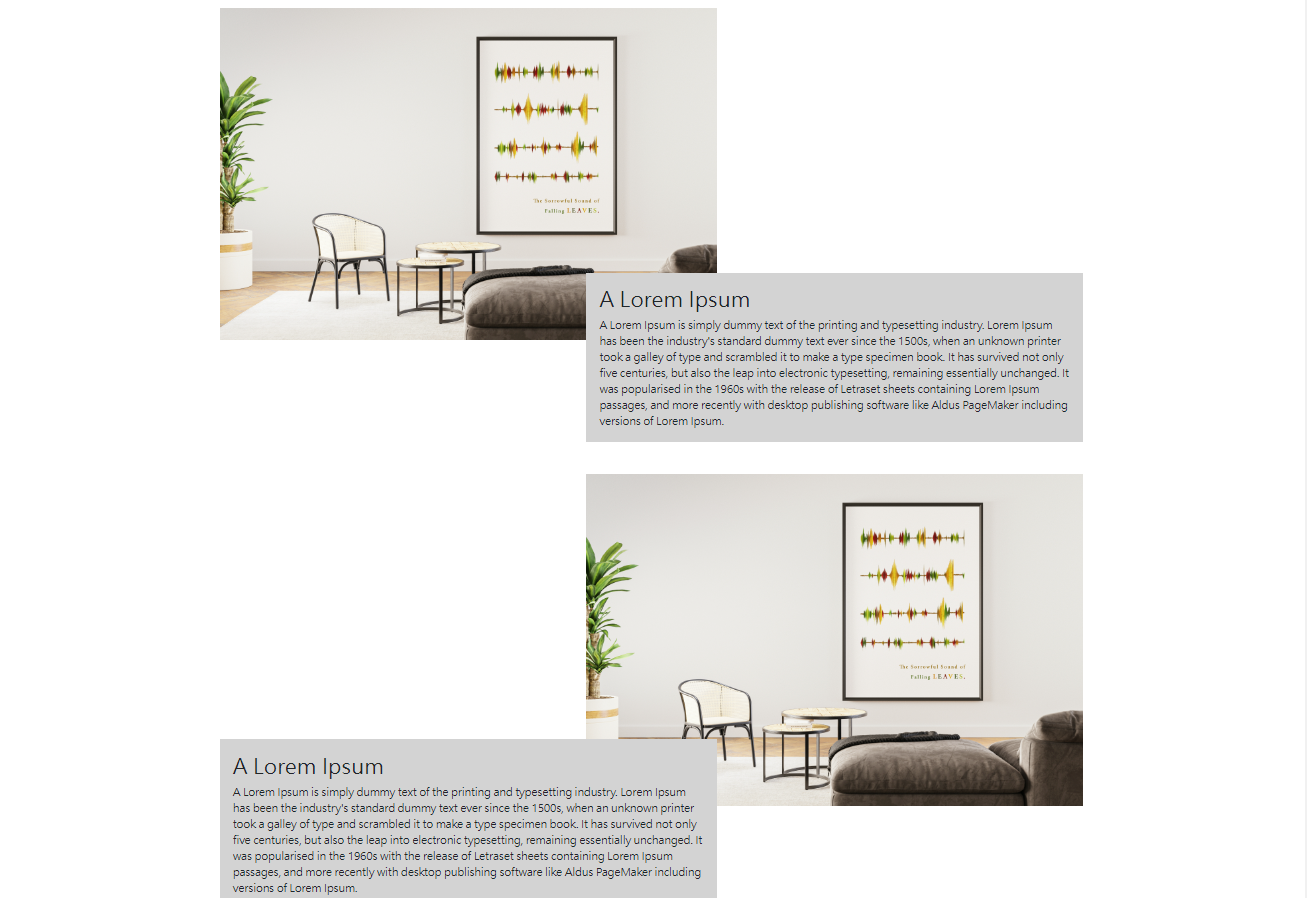 The Sorrowful Sound of
Falling LEAVES.
A Lorem Ipsum
A Lorem Ipsum is simply dummy text of the printing and typesetting industry. Lorem Ipsum
has been the industry's standard dummy text ever since the 1500s, when an unknown printer
took a galley of type and scrambled it to make a type specimen book. It has survived not only
five centuries, but also the leap into electronic typesetting, remaining essentially unchanged. It
was popularised in the 1960s with the release of Letraset sheets containing Lorem Ipsum
passages, and more recently with desktop publishing software like Aldus PageMaker including
versions of Lorem Ipsum.
The Sorrowful Sound of
Falling LEAVES.
A Lorem Ipsum
A Lorem Ipsum is simply dummy text of the printing and typesetting industry. Lorem Ipsum
has been the industry's standard dummy text ever since the 1500s, when an unknown printer
took a galley of type and scrambled it to make a type specimen book. It has survived not only
five centuries, but also the leap into electronic typesetting, remaining essentially unchanged. It
was popularised in the 1960s with the release of Letraset sheets containing Lorem Ipsum
passages, and more recently with desktop publishing software like Aldus PageMaker including
versions of Lorem Ipsum.